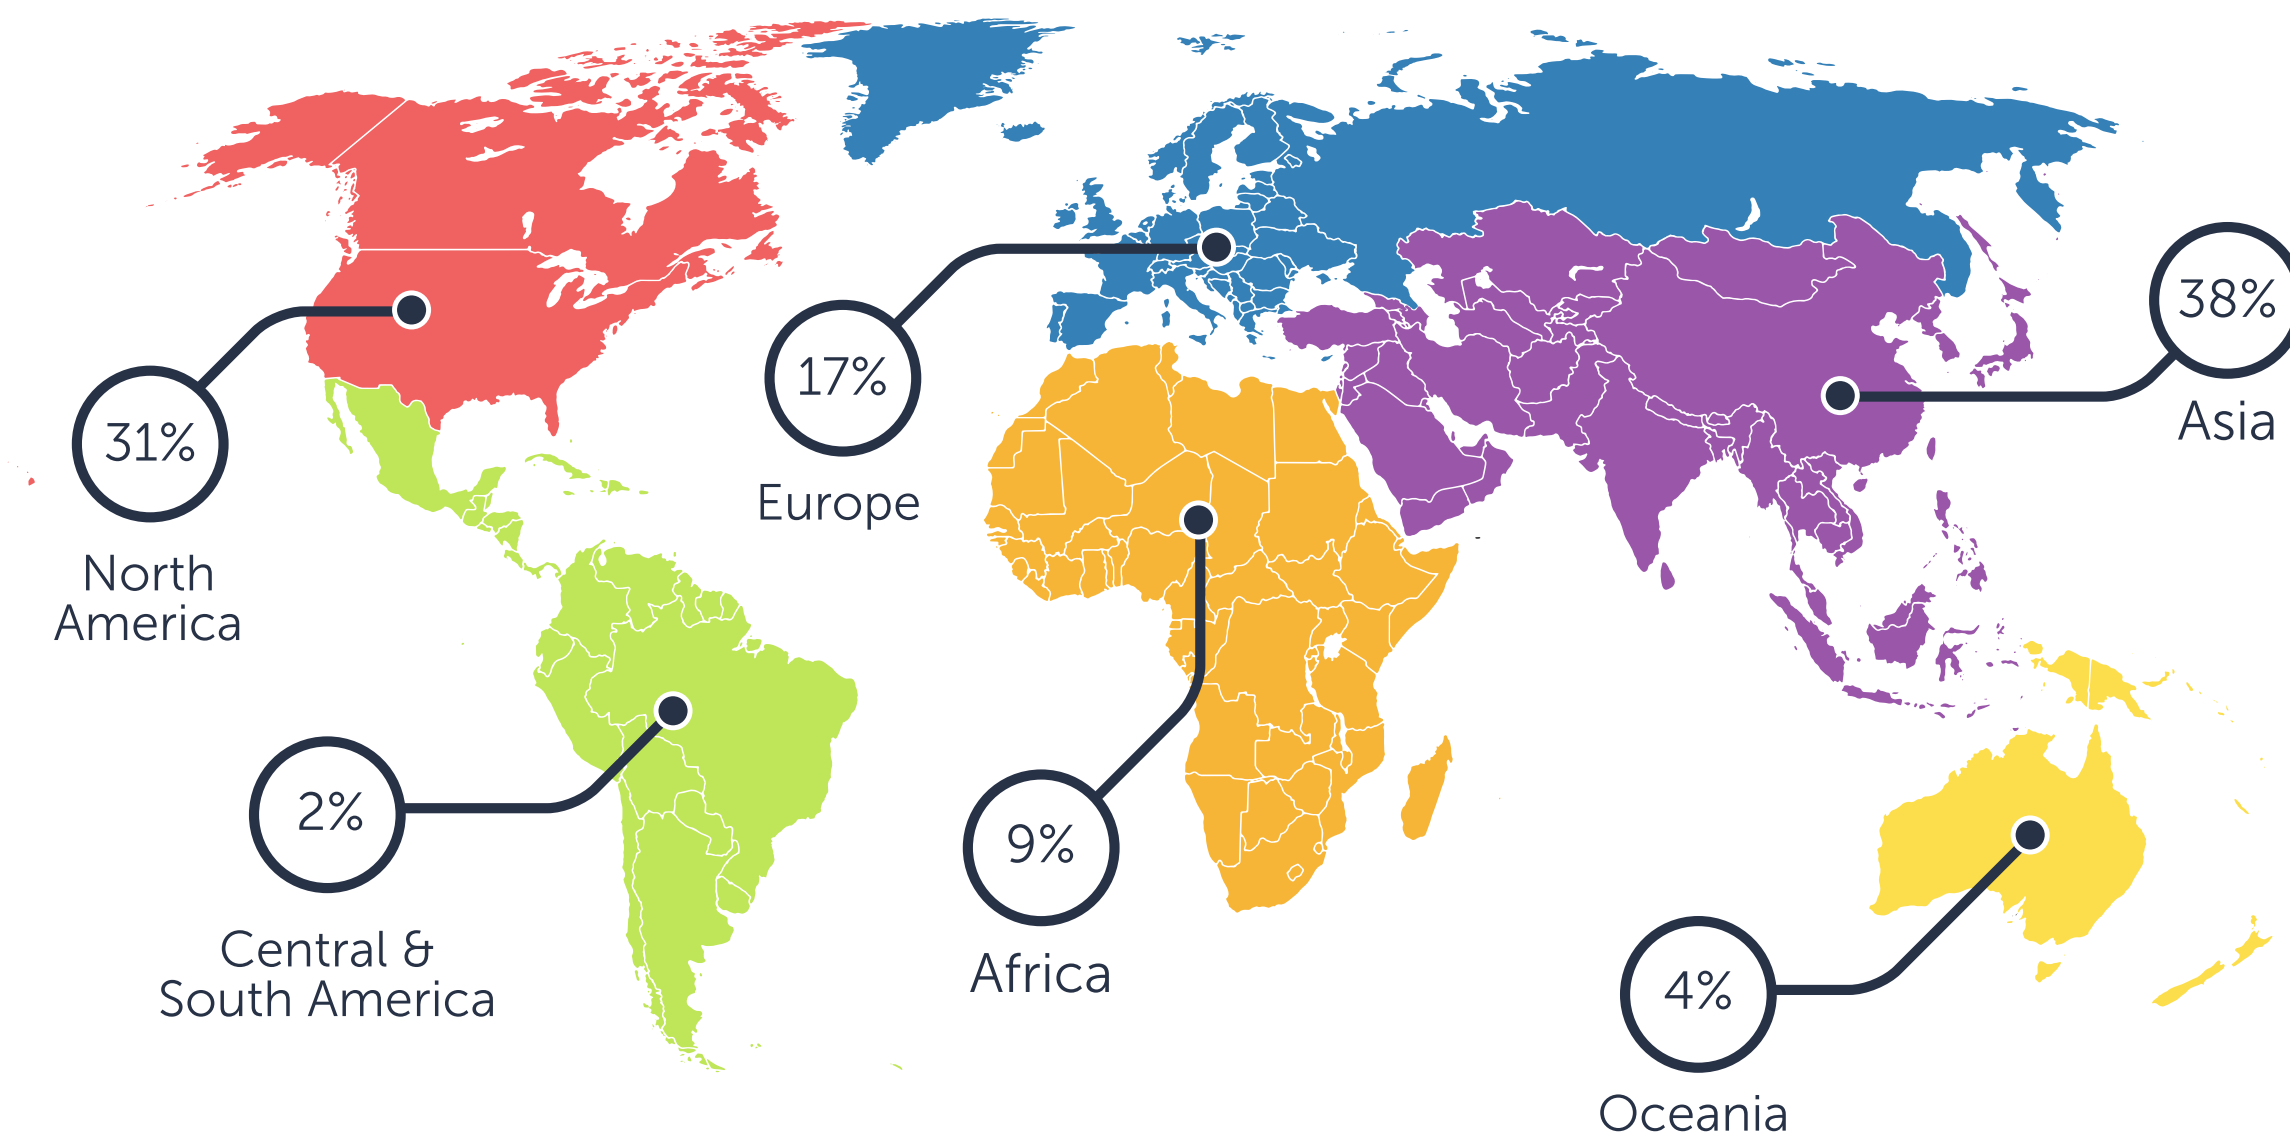 31%
North
America
17%
Europe
38%
Asia
2%
Central &
South America
9%
Africa
4%
Oceania